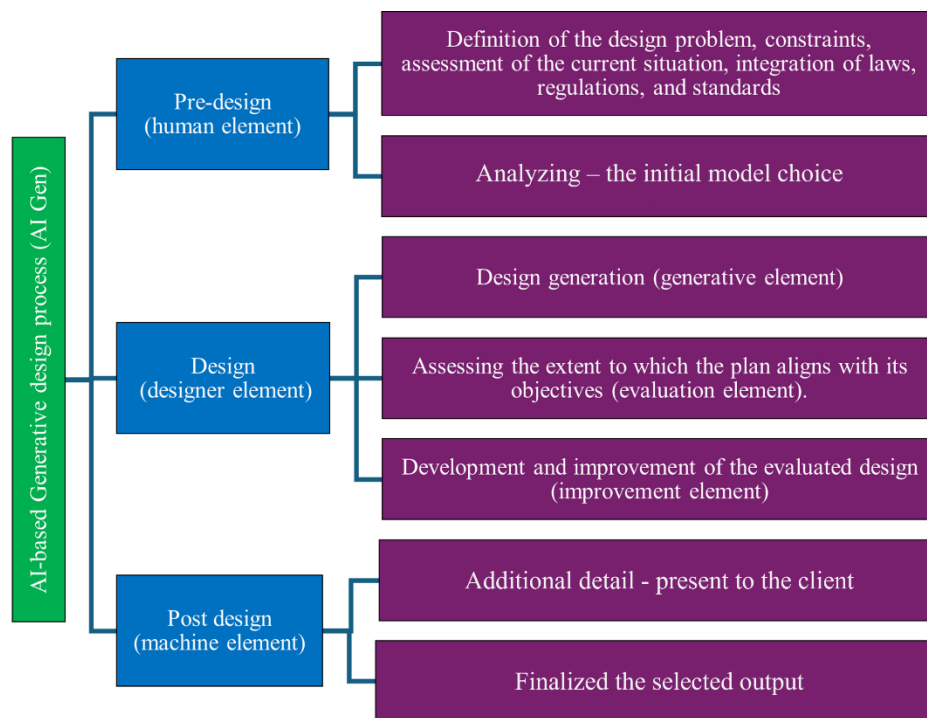 AI-based Generative design process (AI Gen)
Pre-design
(human element)
Definition of the design problem, constraints,
assessment of the current situation, integration of laws,
regulations, and standards
Analyzing – the initial model choice
Design
(designer element)
Design generation (generative element)
Assessing the extent to which the plan aligns with its
objectives (evaluation element).
Development and improvement of the evaluated design
(improvement element)
Post design
(machine element)
Additional detail - present to the client
Finalized the selected output